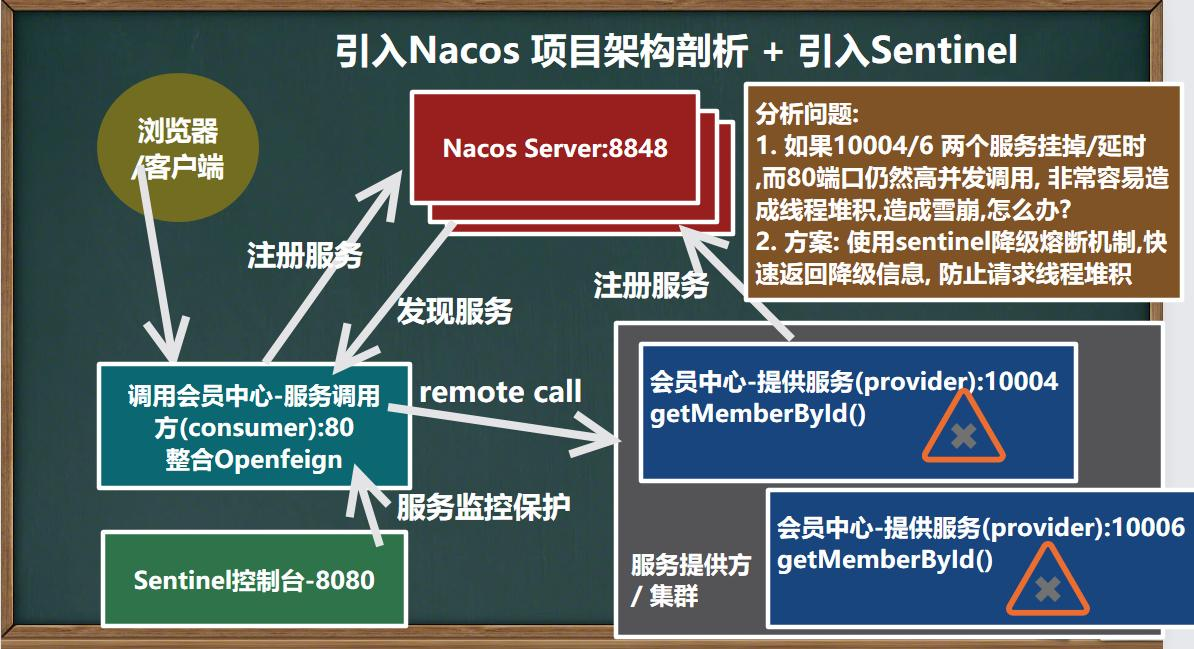 引入Nacos 项目架构剖析 + 引入Sentinel
浏览器
/客户端
Nacos Server:8848
分析问题:
1. 如果10004/6 两个服务挂掉/延时
,而80端口仍然高并发调用, 非常容易造
成线程堆积,造成雪崩,怎么办?
2. 方案: 使用sentinel降级熔断机制,快
速返回降级信息, 防止请求线程堆积
注册服务
发现服务
注册服务
调用会员中心-服务调用
方(consumer):80
整合Openfeign
remote call
会员中心-提供服务(provider):10004
getMemberById()
服务监控保护
Sentinel控制台-8080
会员中心-提供服务(provider):10006
getMemberById()
服务提供方
/ 集群